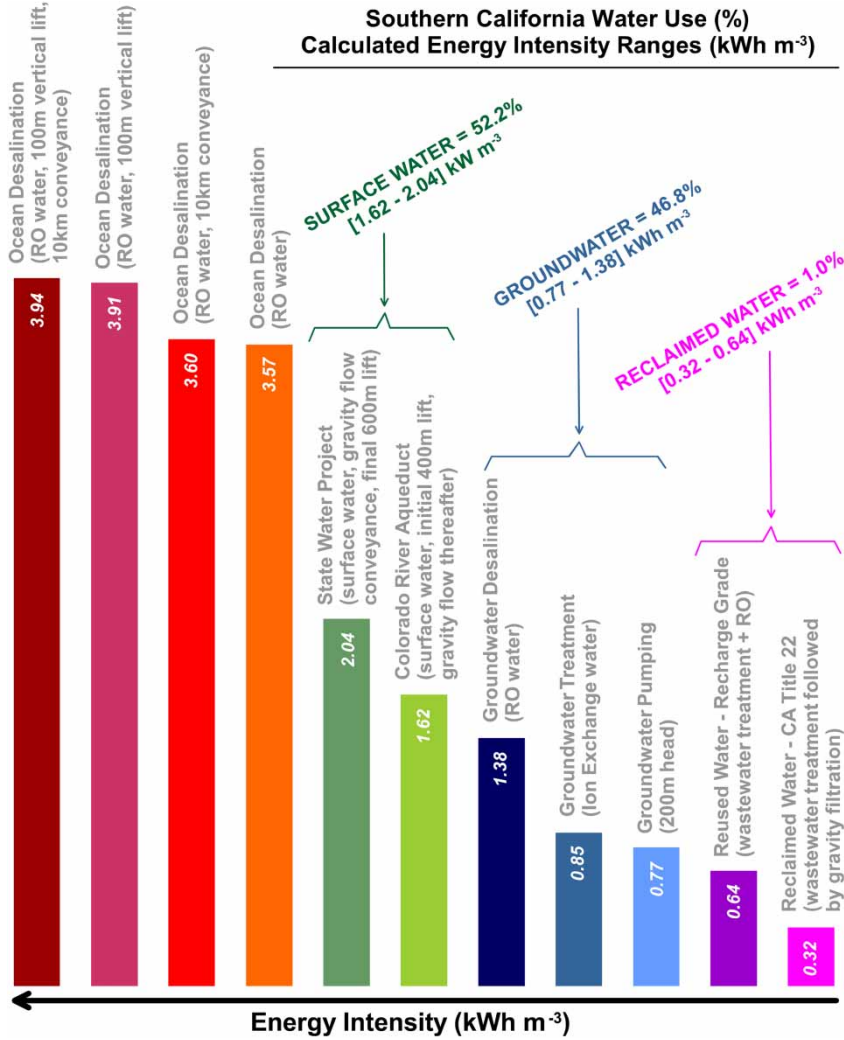 Southern California Water Use (%)
Calculated Energy Intensity Ranges (kWh m⁻³)
Ocean Desalination
(RO water, 100m vertical lift,
10km conveyance)
3.94
Ocean Desalination
(RO water, 100m vertical lift)
3.91
Ocean Desalination
(RO water, 10km conveyance)
3.60
Ocean Desalination
(RO water)
3.57
SURFACE WATER = 52.2%
[1.62 - 2.04] kW m⁻³
State Water Project
(surface water, gravity flow
conveyance, final 600m lift)
2.04
Colorado River Aqueduct
(surface water, initial 400m lift,
gravity flow thereafter)
1.62
GROUNDWATER = 46.8%
[0.77 - 1.38] kWh m⁻³
Groundwater Desalination
(RO water)
1.38
Groundwater Treatment
(Ion Exchange water)
0.85
Groundwater Pumping
(200m head)
0.77
RECLAIMED WATER = 1.0%
[0.32 - 0.64] kWh m⁻³
Reused Water - Recharge Grade
(wastewater treatment + RO)
0.64
Reclaimed Water - CA Title 22
(wastewater treatment followed
by gravity filtration)
0.32
Energy Intensity (kWh m⁻³)